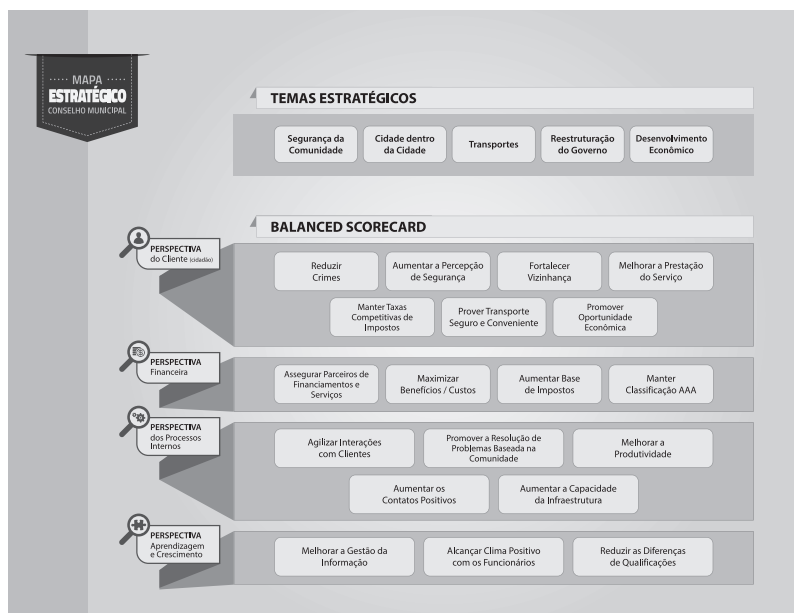 MAPA
ESTRATÉGICO
CONSELHO MUNICIPAL
TEMAS ESTRATÉGICOS
Segurança da
Comunidade
Cidade dentro
da Cidade
Transportes
Reestruturação
do Governo
Desenvolvimento
Econômico
BALANCED SCORECARD
PERSPECTIVA
do Cliente (cidadão)
Reduzir
Crimes
Aumentar a Percepção
de Segurança
Fortalecer
Vizinhança
Melhorar a Prestação
do Serviço
Manter Taxas
Competitivas de
Impostos
Prover Transporte
Seguro e Conveniente
Promover
Oportunidade
Econômica
PERSPECTIVA
Financeira
Assegurar Parceiros de
Financiamentos e
Serviços
Maximizar
Benefícios / Custos
Aumentar Base
de Impostos
Manter
Classificação AAA
PERSPECTIVA
dos Processos
Internos
Agilizar Interações
com Clientes
Promover a Resolução de
Problemas Baseada na
Comunidade
Melhorar a
Produtividade
Aumentar os
Contatos Positivos
Aumentar a Capacidade
da Infraestrutura
PERSPECTIVA
Aprendizagem
e Crescimento
Melhorar a Gestão da
Informação
Alcançar Clima Positivo
com os Funcionários
Reduzir as Diferenças
de Qualificações